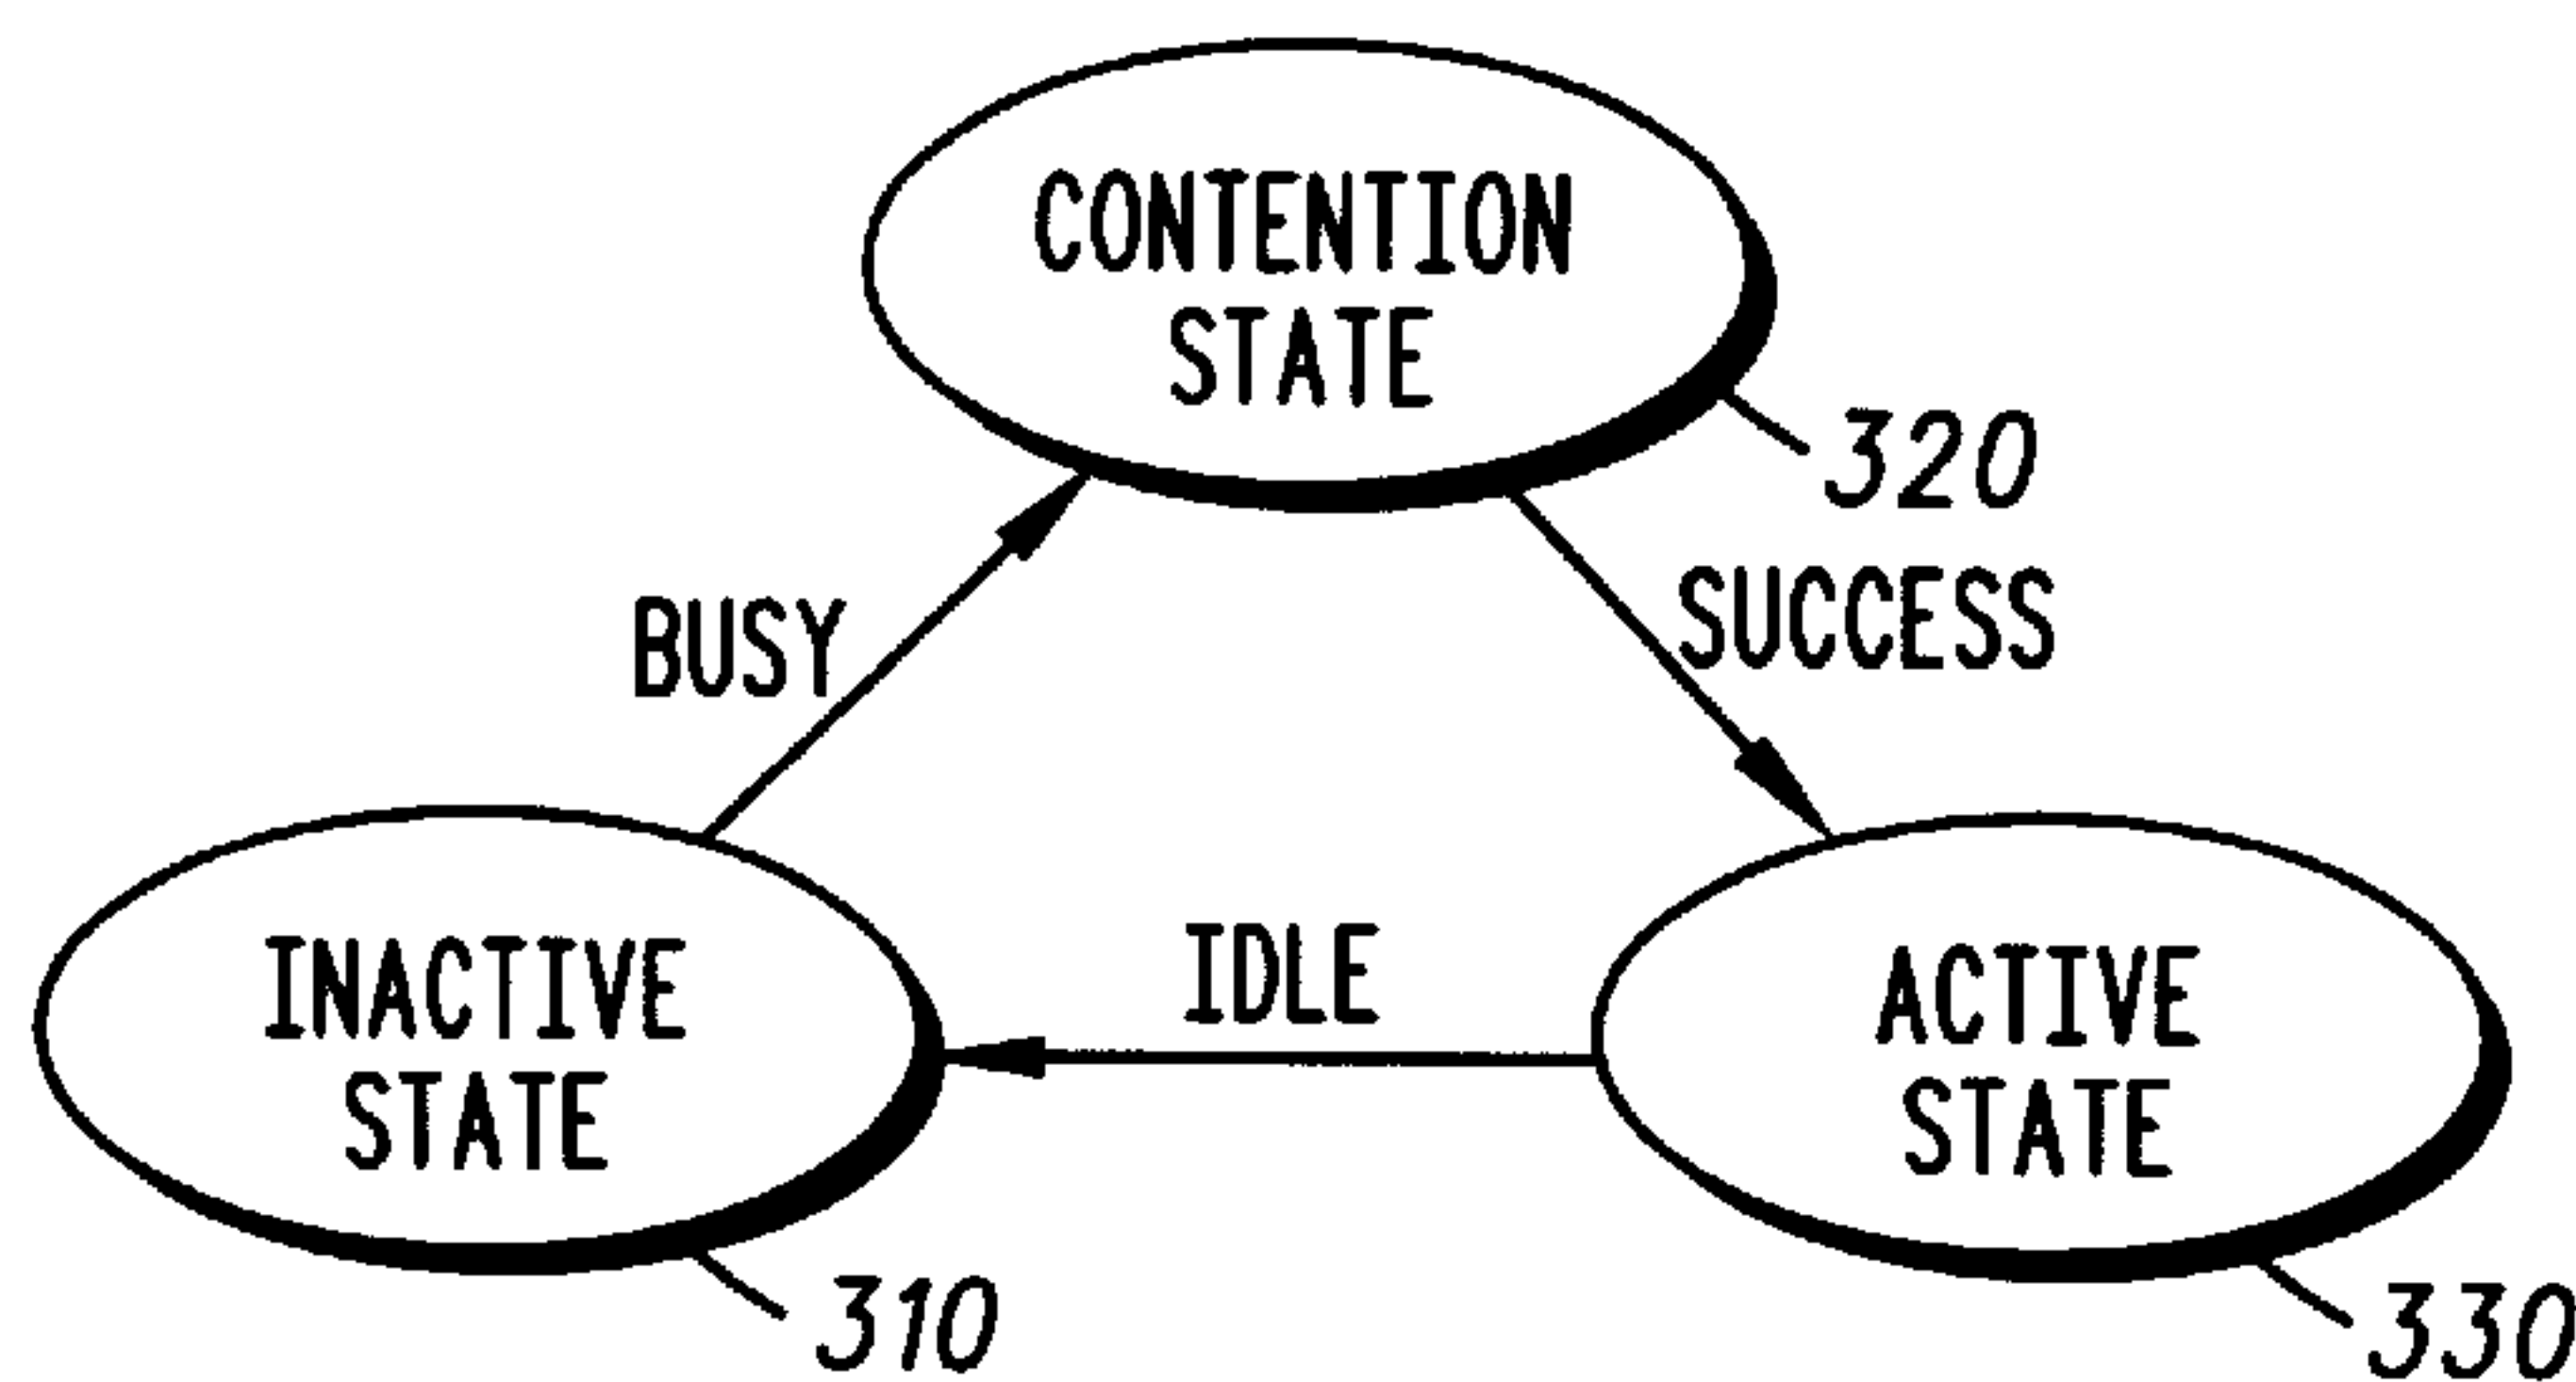 CONTENTION
STATE
320
BUSY
SUCCESS
INACTIVE
STATE
310
IDLE
ACTIVE
STATE
330